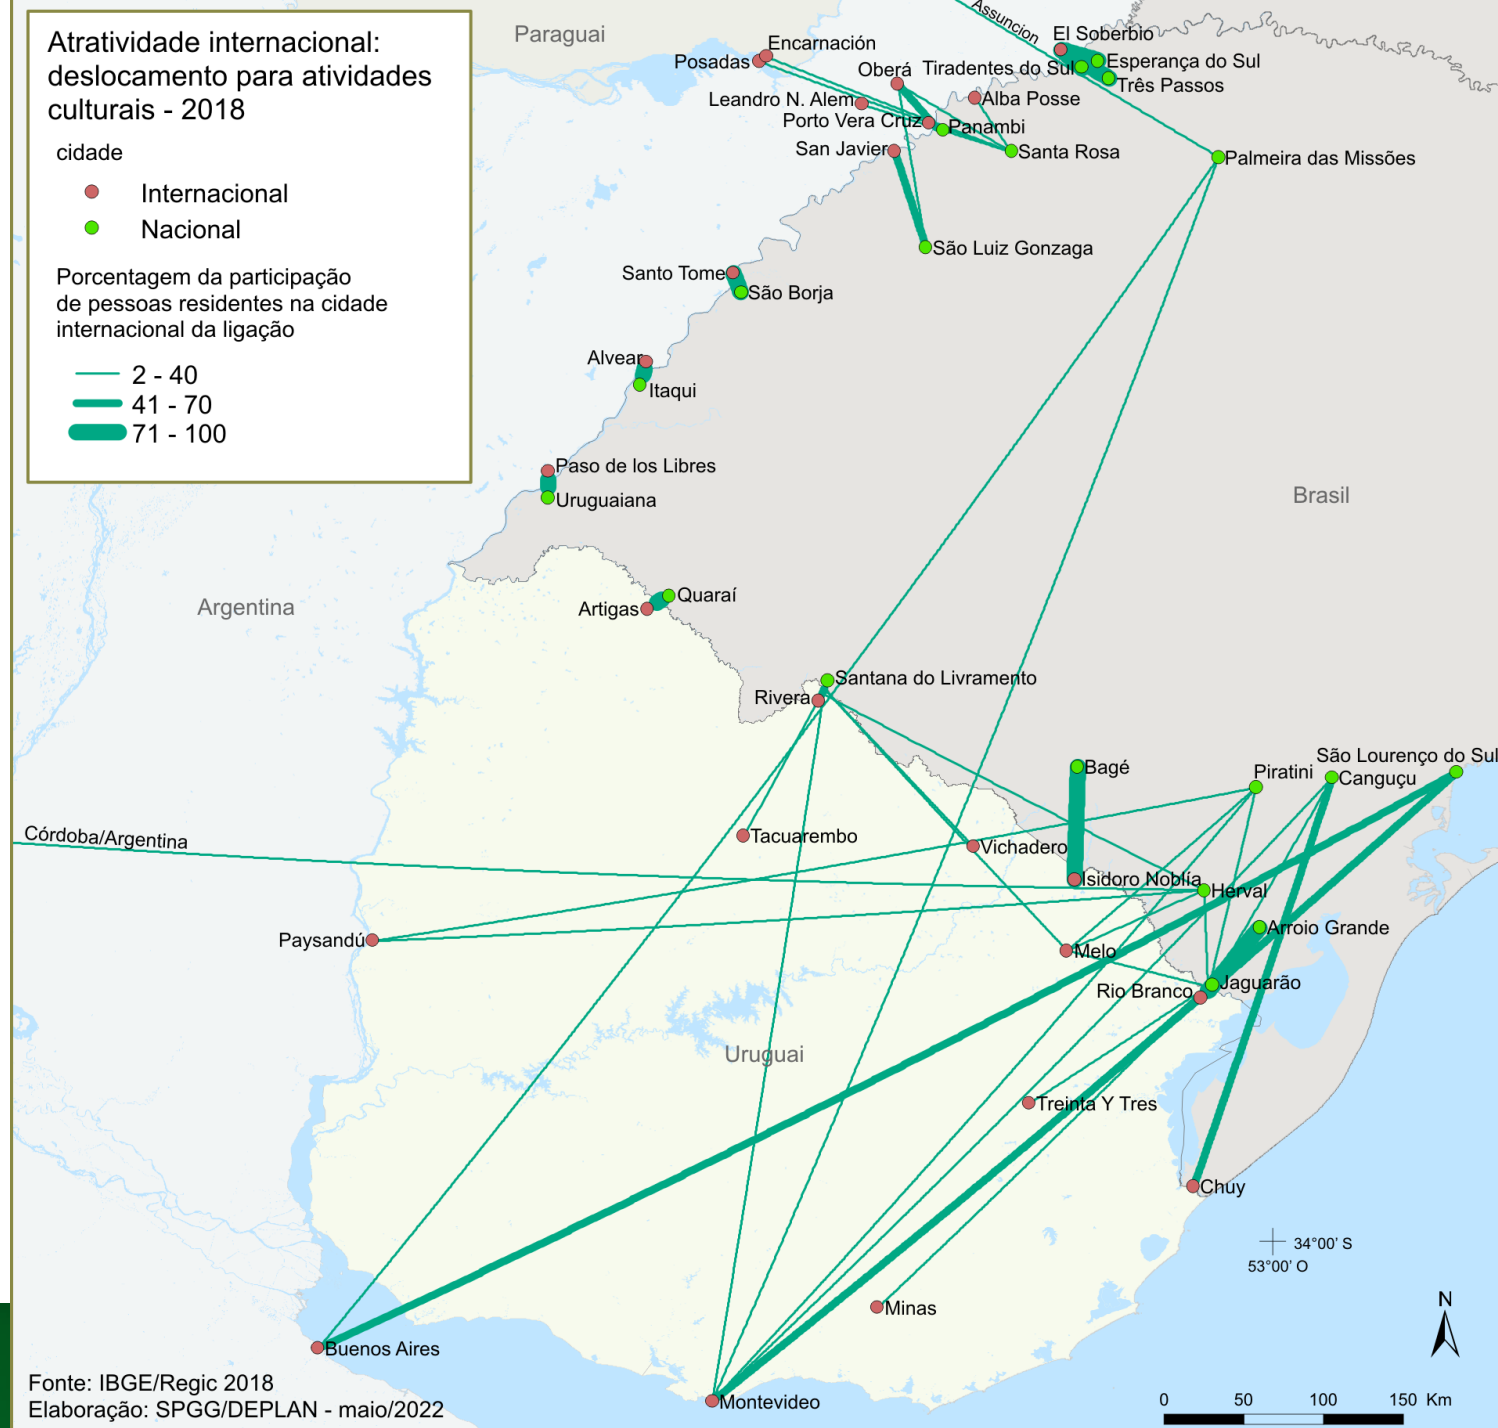 Atratividade internacional:
deslocamento para atividades
culturais - 2018
cidade
Internacional
Nacional
Porcentagem da participação
de pessoas residentes na cidade
internacional da ligação
2 - 40
41 - 70
71 - 100
Paraguai
Assuncion
El Soberbio
Encarnación
Posadas
Esperança do Sul
Oberá
Tiradentes do Sul
Três Passos
Leandro N. Alem
Alba Posse
Porto Vera Cruz
Panambi
San Javier
Santa Rosa
Palmeira das Missões
São Luiz Gonzaga
Santo Tome
São Borja
Alvear
Itaqui
Paso de los Libres
Uruguaiana
Brasil
Argentina
Quaraí
Artigas
Santana do Livramento
Rivera
São Lourenço do Sul
Bagé
Piratini
Canguçu
Córdoba/Argentina
Tacuarembo
Vichadero
Isidoro Noblía
Herval
Arroio Grande
Paysandú
Melo
Jaguarão
Rio Branco
Uruguai
Treinta Y Tres
Chuy
34°00' S
53°00' O
Minas
N
Buenos Aires
Montevideo
Fonte: IBGE/Regic 2018
Elaboração: SPGG/DEPLAN - maio/2022
0 50 100 150 Km